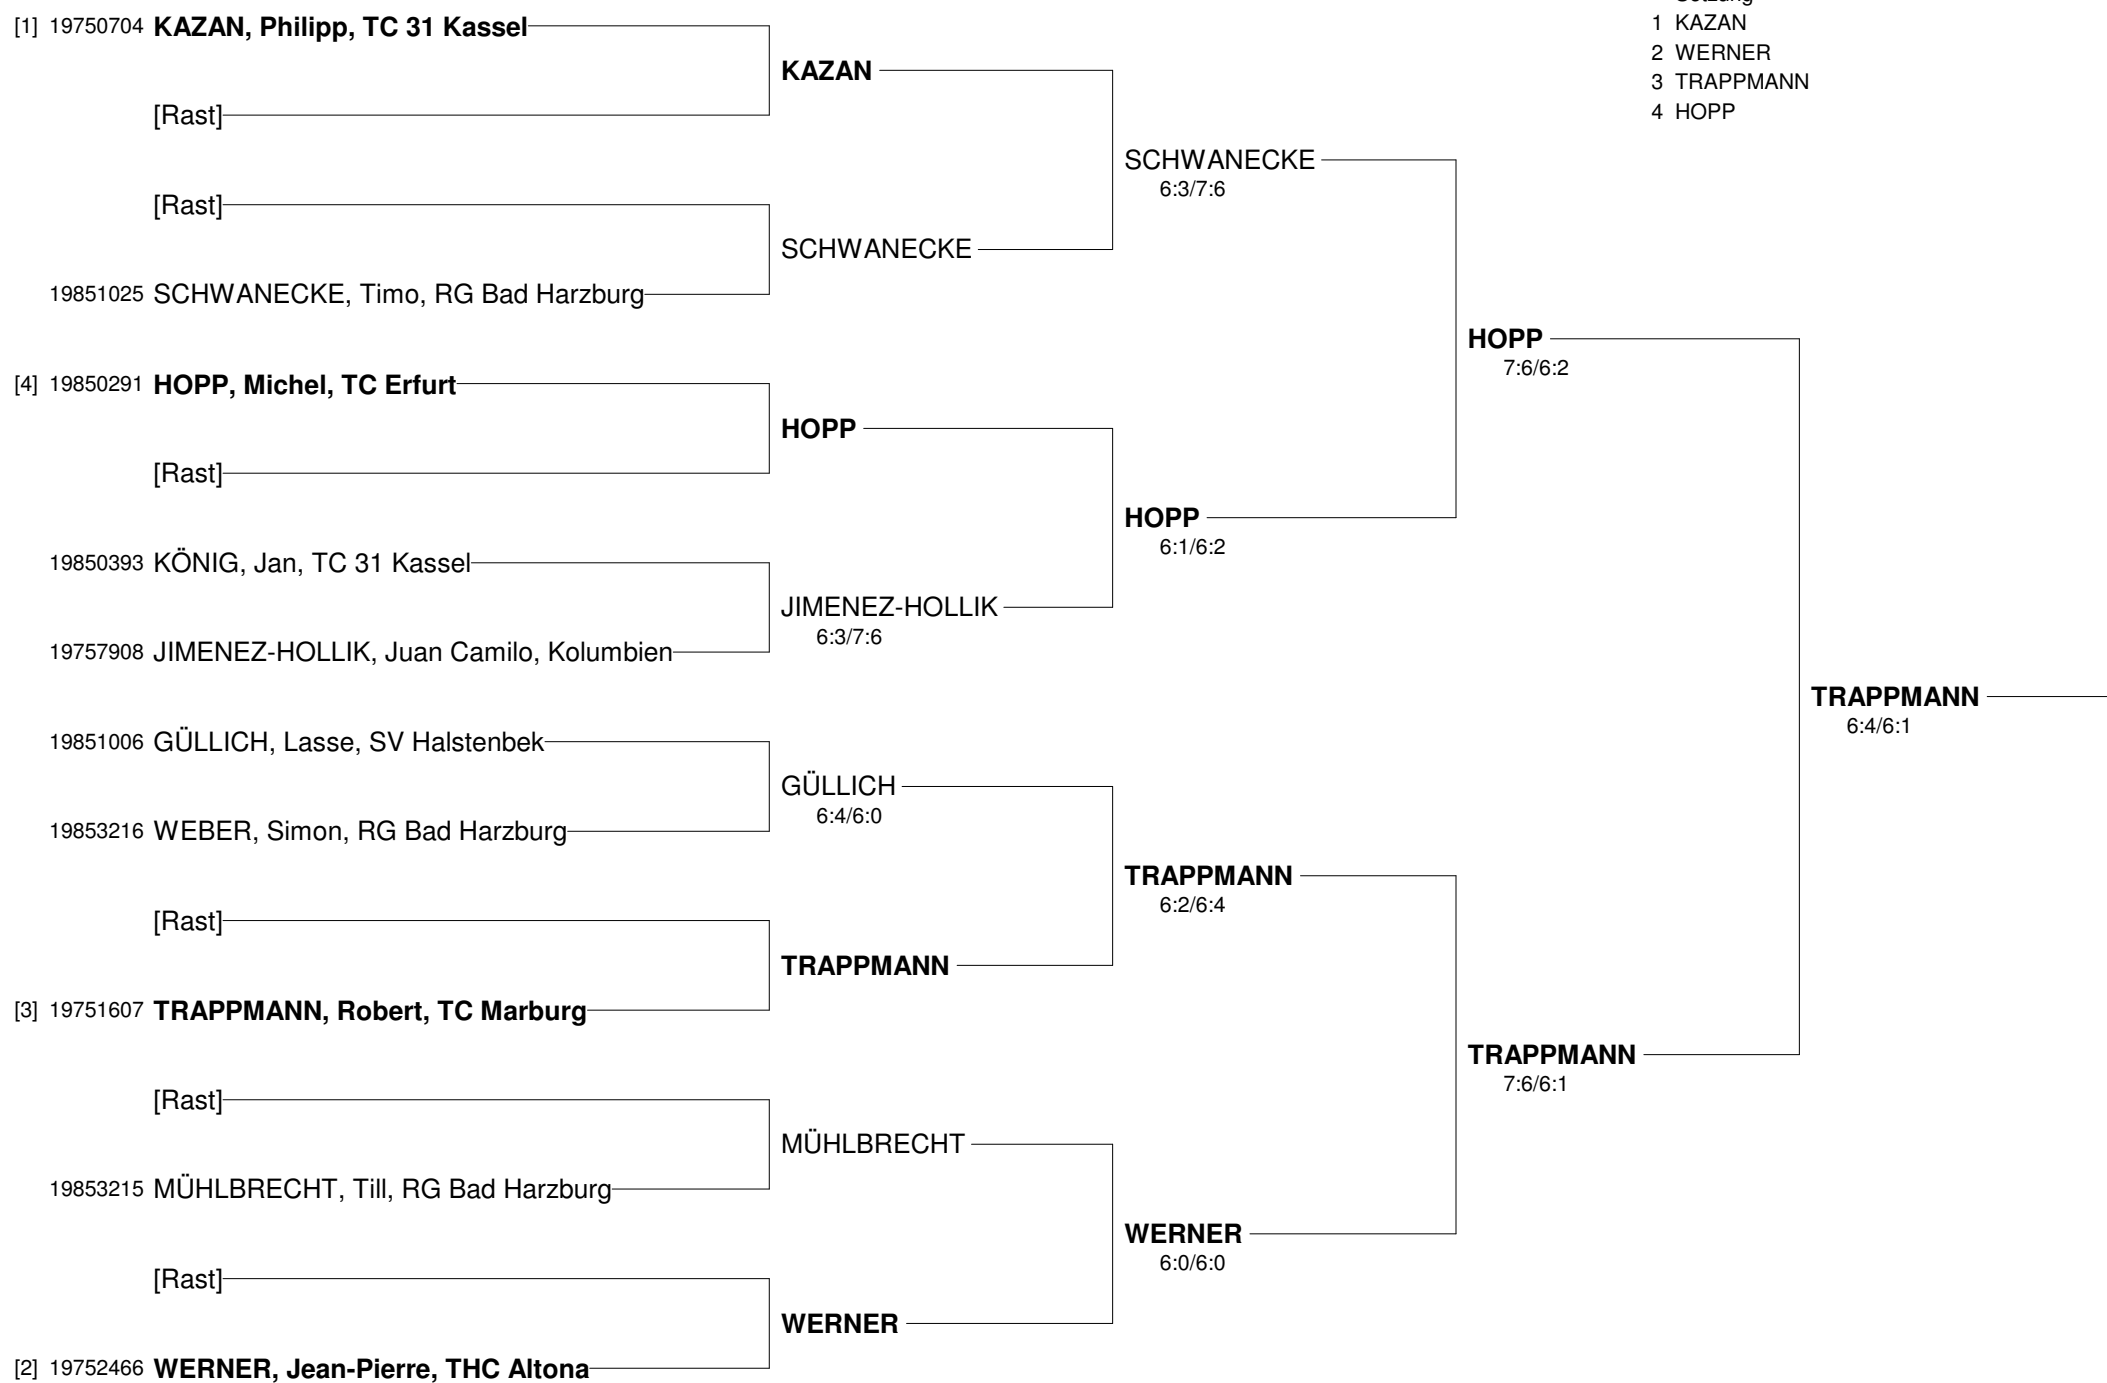 Setzung
1 KAZAN
2 WERNER
3 TRAPPMANN
4 HOPP
[1] 19750704 KAZAN, Philipp, TC 31 Kassel
KAZAN
[Rast]
SCHWANECKE
6:3/7:6
[Rast]
SCHWANECKE
19851025 SCHWANECKE, Timo, RG Bad Harzburg
HOPP
7:6/6:2
[4] 19850291 HOPP, Michel, TC Erfurt
HOPP
[Rast]
HOPP
6:1/6:2
19850393 KÖNIG, Jan, TC 31 Kassel
JIMENEZ-HOLLIK
6:3/7:6
19757908 JIMENEZ-HOLLIK, Juan Camilo, Kolumbien
TRAPPMANN
6:4/6:1
19851006 GÜLLICH, Lasse, SV Halstenbek
GÜLLICH
6:4/6:0
19853216 WEBER, Simon, RG Bad Harzburg
TRAPPMANN
6:2/6:4
[Rast]
TRAPPMANN
[3] 19751607 TRAPPMANN, Robert, TC Marburg
TRAPPMANN
7:6/6:1
[Rast]
MÜHLBRECHT
19853215 MÜHLBRECHT, Till, RG Bad Harzburg
WERNER
6:0/6:0
[Rast]
WERNER
[2] 19752466 WERNER, Jean-Pierre, THC Altona